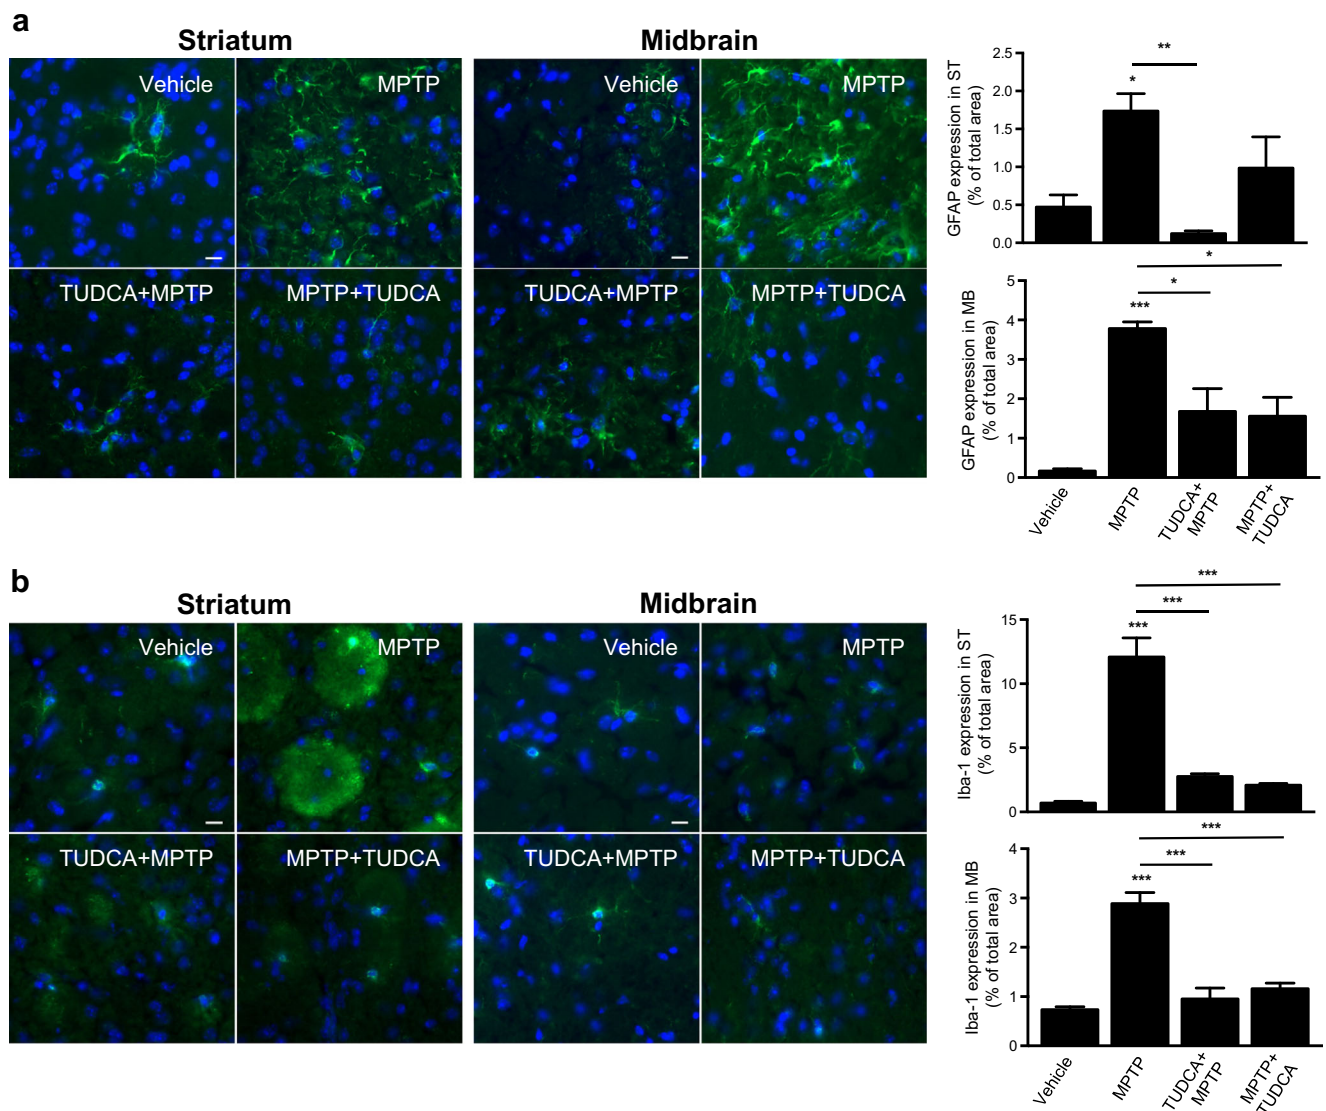 a
Striatum
Midbrain
Vehicle
MPTP
Vehicle
MPTP
TUDCA+MPTP
MPTP+TUDCA
TUDCA+MPTP
MPTP+TUDCA
GFAP expression in ST
(% of total area)
2.5
2.0
1.5
1.0
0.5
0.0
**
*
GFAP expression in MB
(% of total area)
5
4
3
2
1
0
*
*
***
Vehicle
MPTP
TUDCA+
MPTP
MPTP+
TUDCA
b
Striatum
Midbrain
Vehicle
MPTP
Vehicle
MPTP
TUDCA+MPTP
MPTP+TUDCA
TUDCA+MPTP
MPTP+TUDCA
Iba-1 expression in ST
(% of total area)
15
10
5
0
***
***
***
Iba-1 expression in MB
(% of total area)
4
3
2
1
0
***
***
***
Vehicle
MPTP
TUDCA+
MPTP
MPTP+
TUDCA